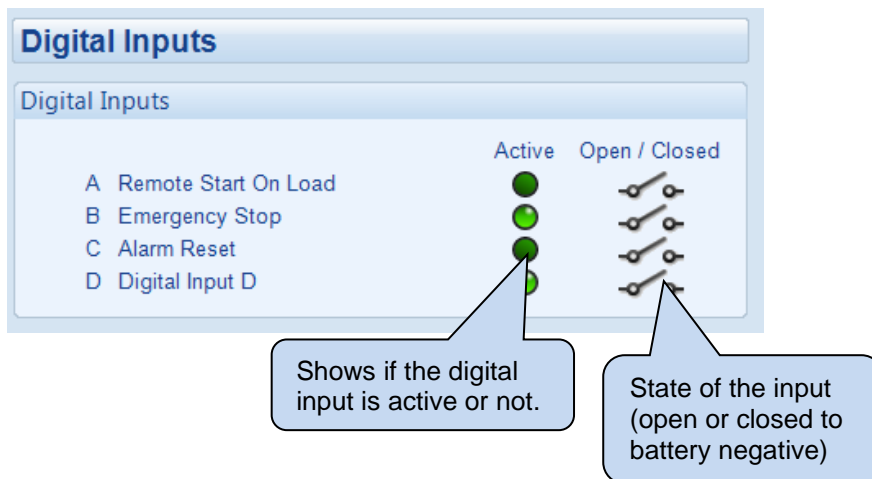 Digital Inputs
Digital Inputs
Active Open / Closed
A Remote Start On Load
B Emergency Stop
C Alarm Reset
D Digital Input D
Shows if the digital
input is active or not.
State of the input
(open or closed to
battery negative)